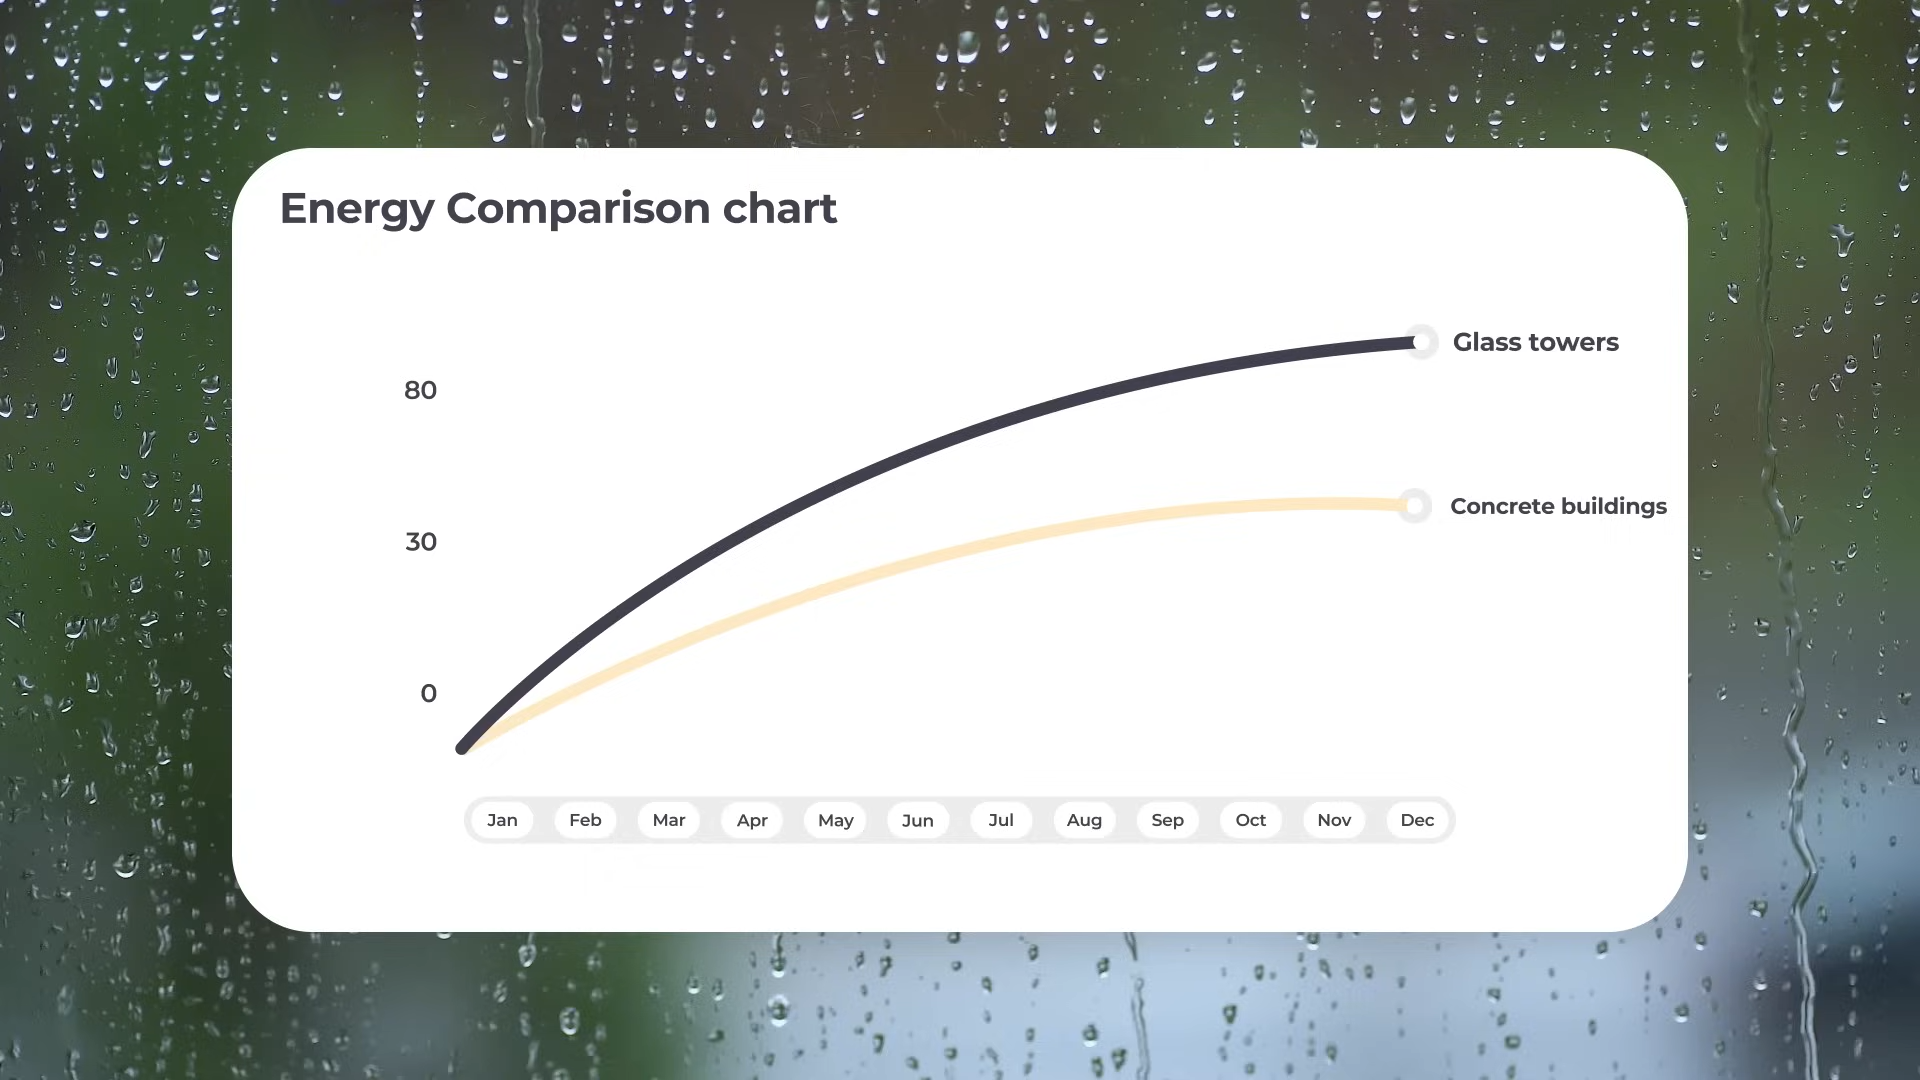 Energy Comparison chart
Glass towers
80
Concrete buildings
30
0
Jan Feb Mar Apr May Jun Jul Aug Sep Oct Nov Dec